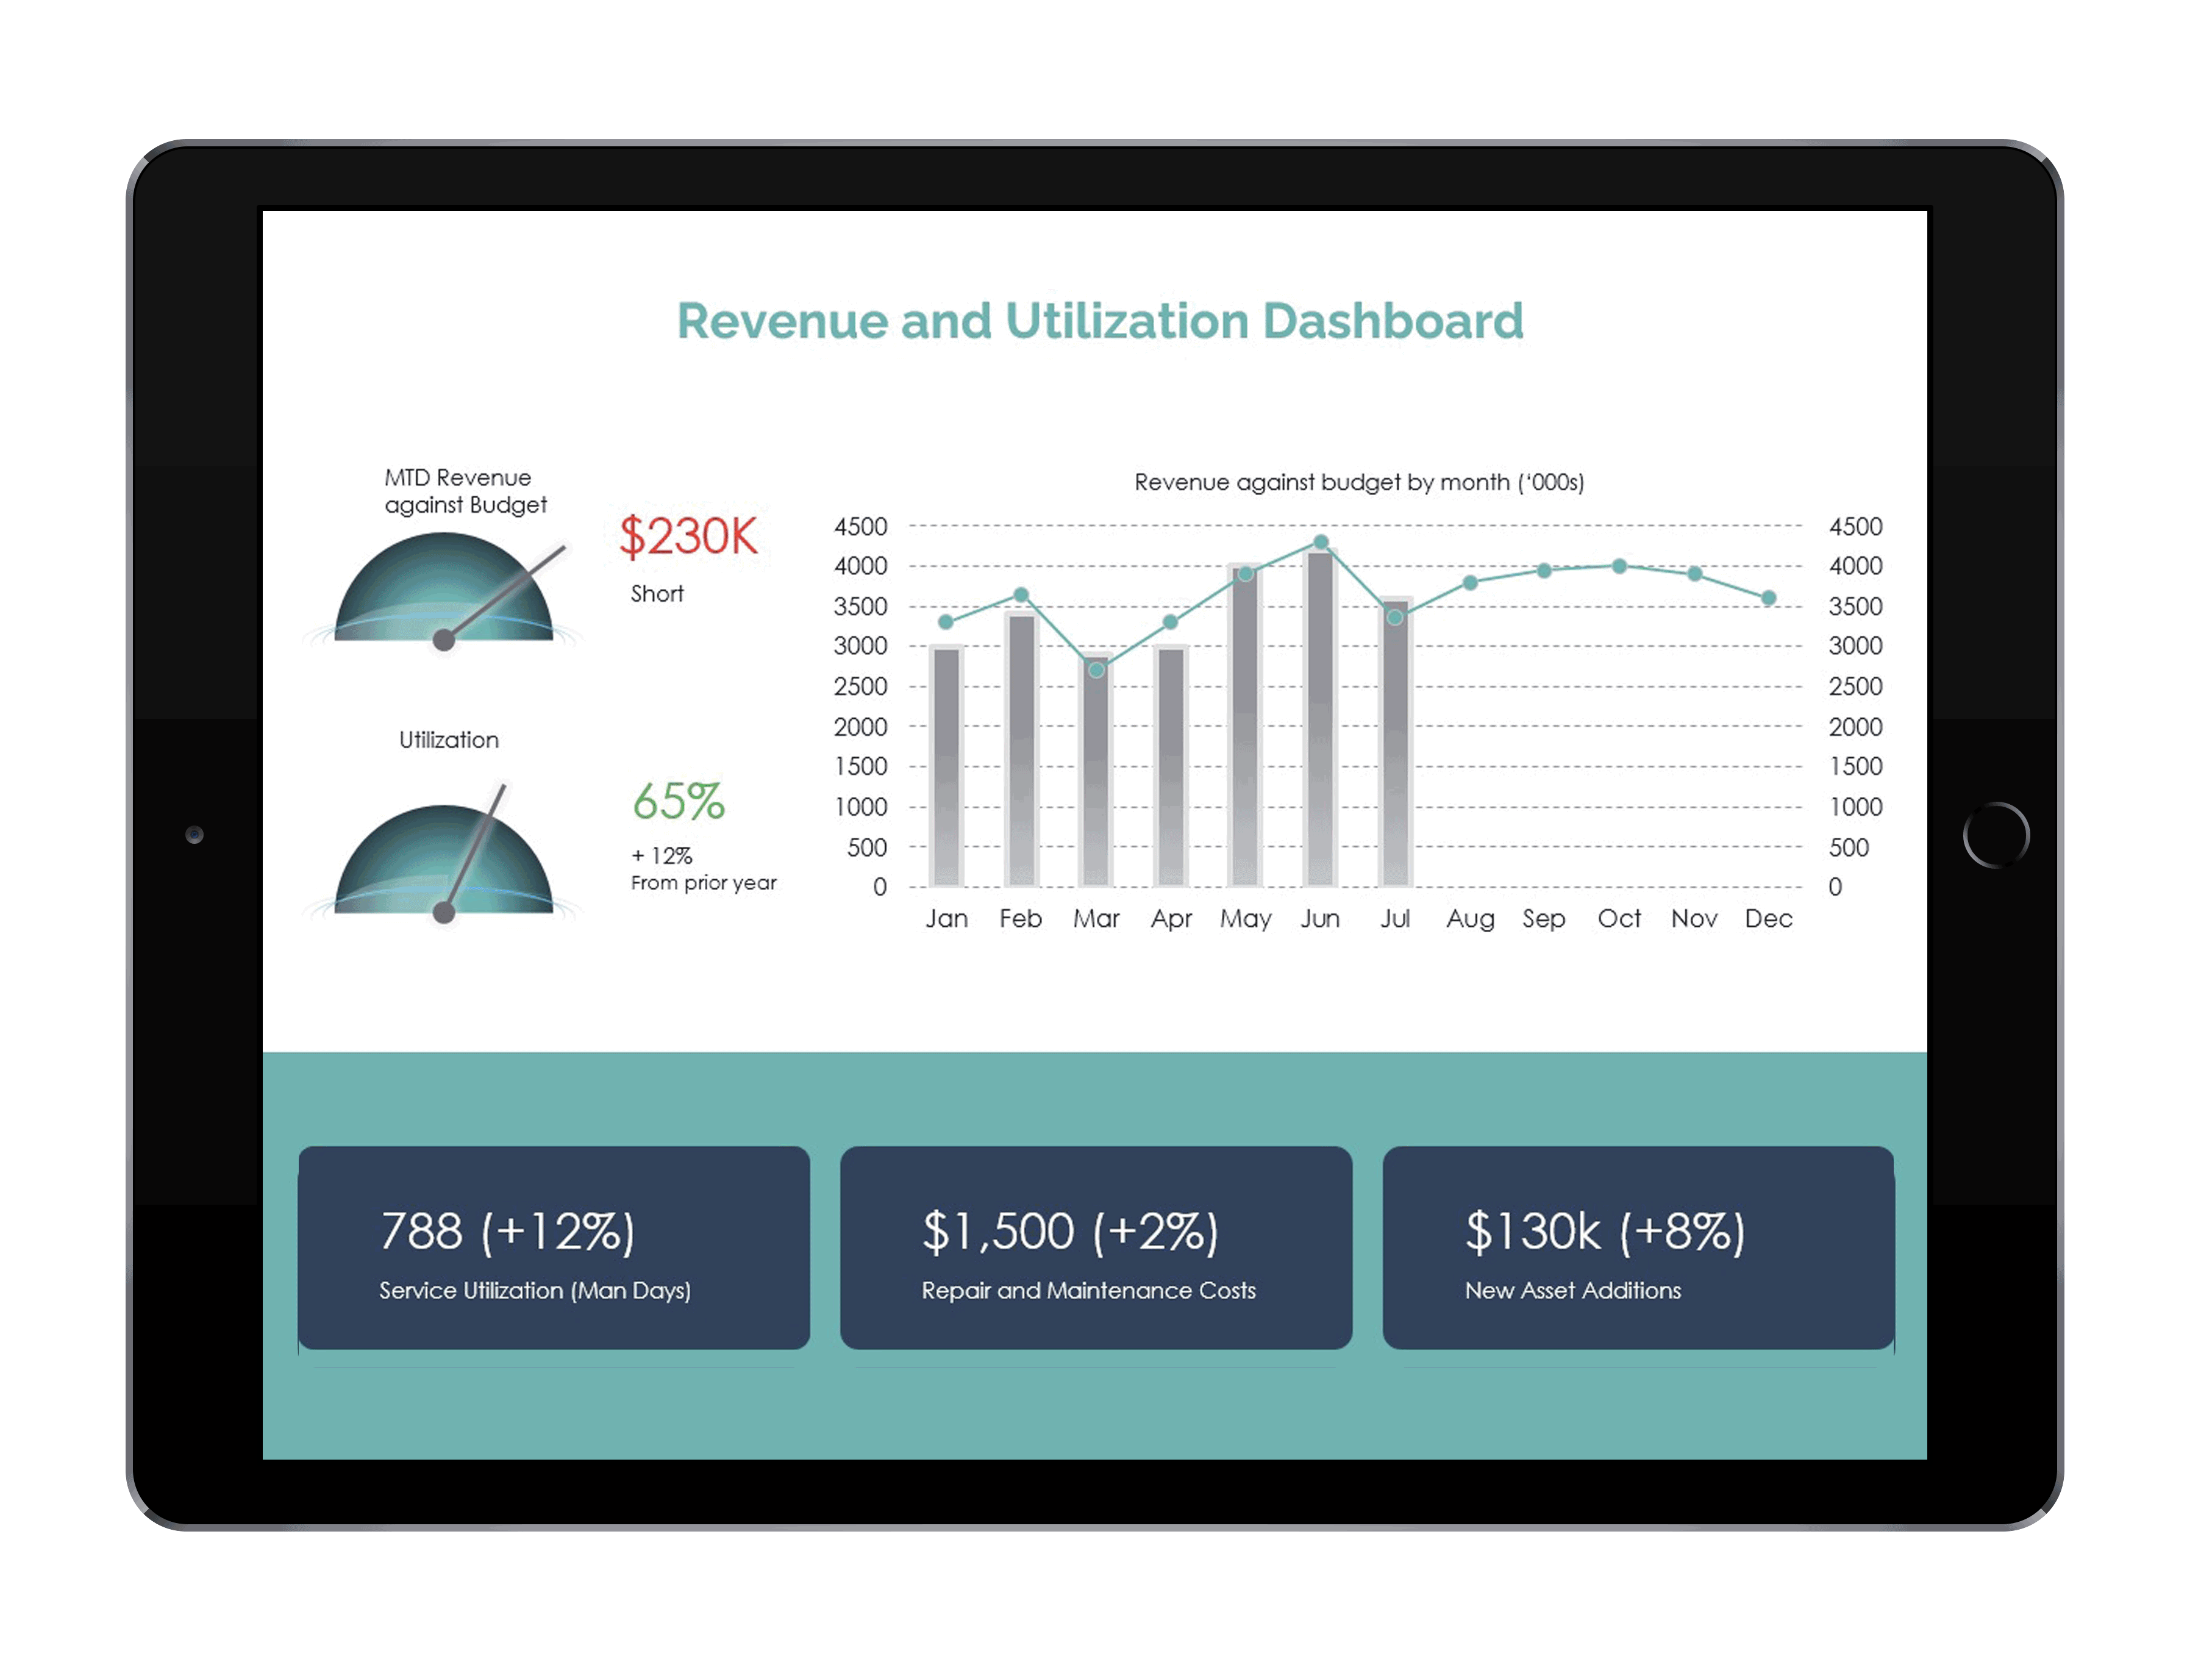 Revenue and Utilization Dashboard
MTD Revenue
against Budget
$230K
Short
Utilization
65%
+ 12%
From prior year
Revenue against budget by month (‘000s)
4500 4500
4000 4000
3500 3500
3000 3000
2500 2500
2000 2000
1500 1500
1000 1000
500 500
0 0
Jan Feb Mar Apr May Jun Jul Aug Sep Oct Nov Dec
788 (+12%)
Service Utilization (Man Days)
$1,500 (+2%)
Repair and Maintenance Costs
$130k (+8%)
New Asset Additions